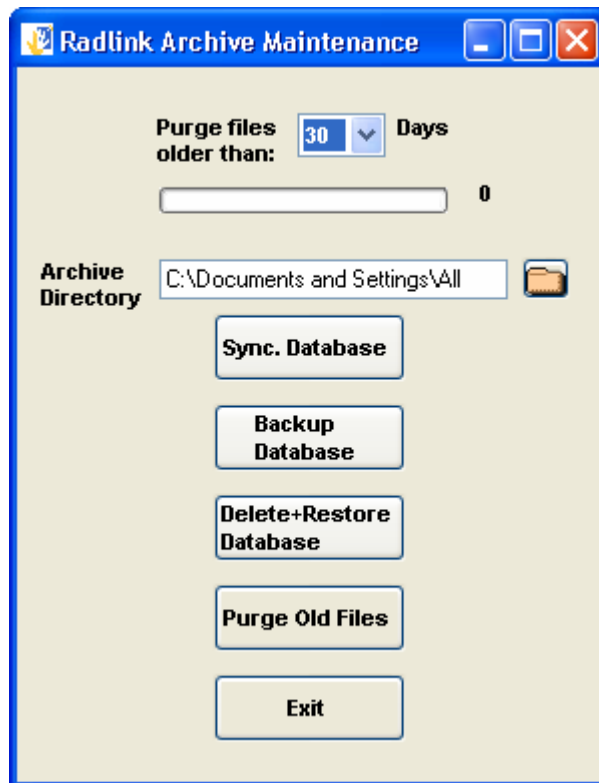 Radlink Archive Maintenance
Purge files
older than:
30
Days
0
Archive
Directory
C:\Documents and Settings\All
Sync. Database
Backup
Database
Delete+Restore
Database
Purge Old Files
Exit